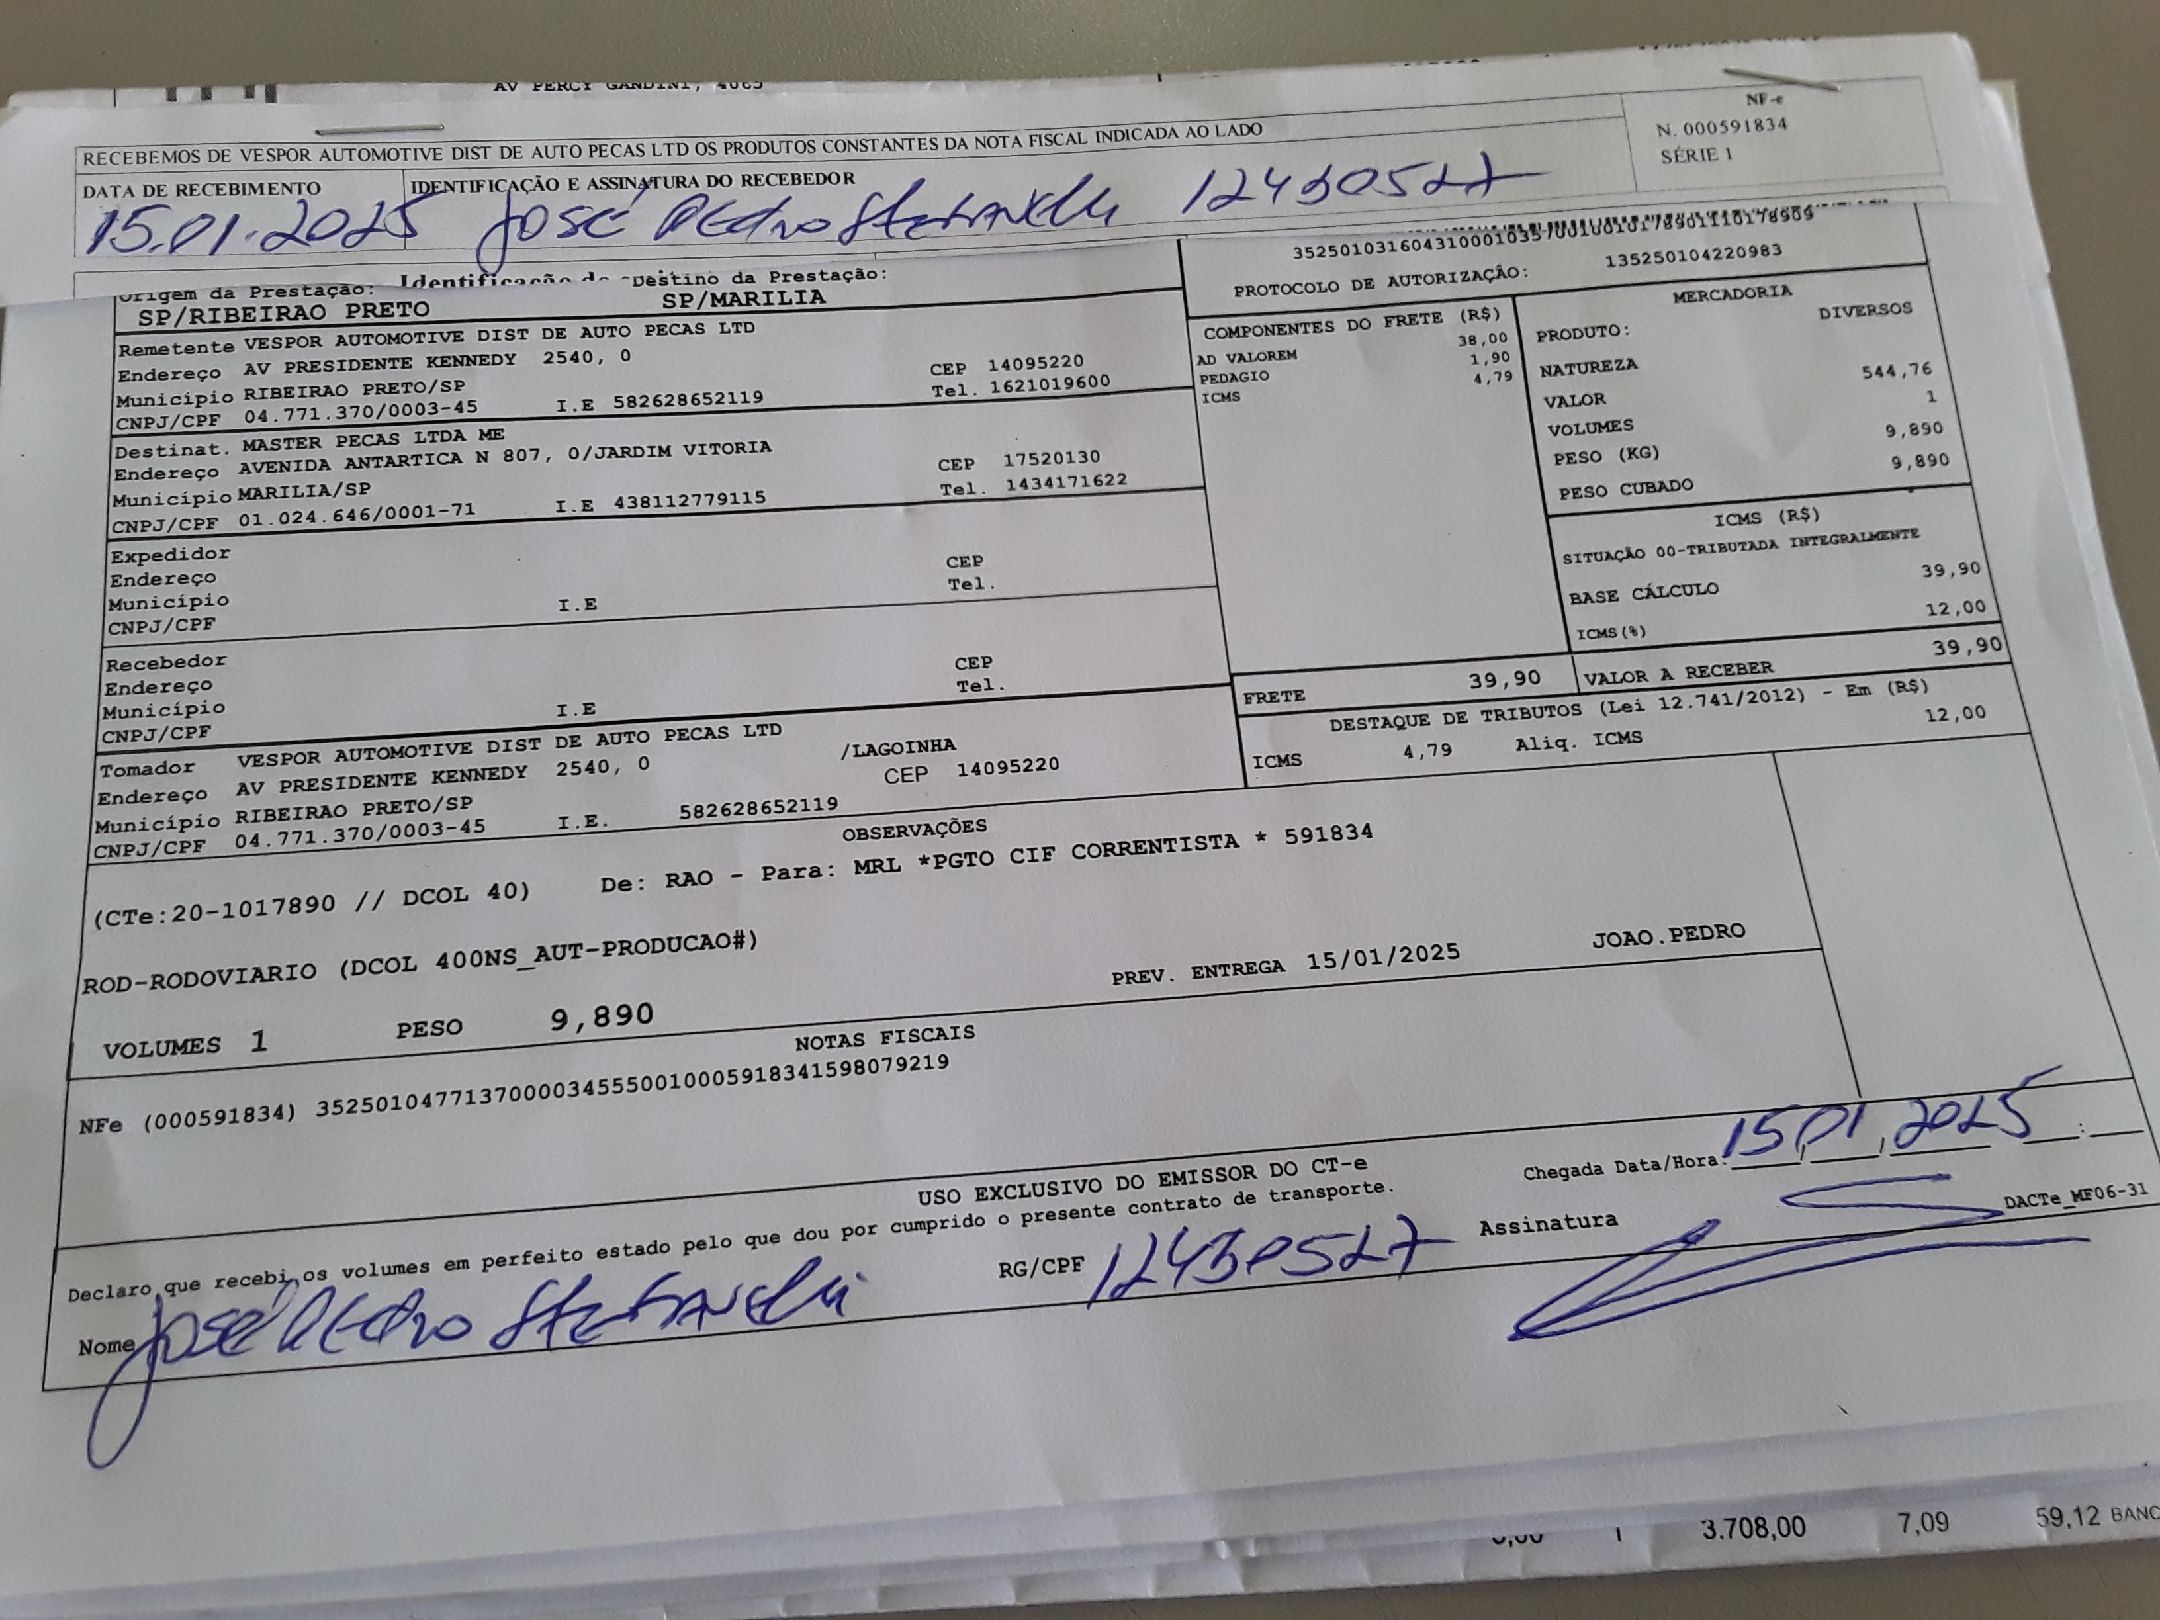 AV PERCY GANDINI, 4065
NF-e
N. 000591834
SÉRIE 1
RECEBEMOS DE VESPOR AUTOMOTIVE DIST DE AUTO PECAS LTD OS PRODUTOS CONSTANTES DA NOTA FISCAL INDICADA AO LADO
DATA DE RECEBIMENTO IDENTIFICAÇÃO E ASSINATURA DO RECEBEDOR
15.01.2025 José Pedro Stefanelli 12430527
Origem da Prestação: Destino da Prestação:
SP/RIBEIRAO PRETO SP/MARILIA
Remetente VESPOR AUTOMOTIVE DIST DE AUTO PECAS LTD
Endereço AV PRESIDENTE KENNEDY 2540, 0 CEP 14095220
Município RIBEIRAO PRETO/SP Tel. 1621019600
CNPJ/CPF 04.771.370/0003-45 I.E 582628652119
Destinat. MASTER PECAS LTDA ME
Endereço AVENIDA ANTARTICA N 807, 0/JARDIM VITORIA CEP 17520130
Município MARILIA/SP Tel. 1434171622
CNPJ/CPF 01.024.646/0001-71 I.E 438112779115
Expedidor
Endereço CEP
Município Tel.
CNPJ/CPF I.E
Recebedor
Endereço CEP
Município Tel.
CNPJ/CPF I.E
Tomador VESPOR AUTOMOTIVE DIST DE AUTO PECAS LTD
Endereço AV PRESIDENTE KENNEDY 2540, 0 /LAGOINHA
Município RIBEIRAO PRETO/SP CEP 14095220
CNPJ/CPF 04.771.370/0003-45 I.E. 582628652119
PROTOCOLO DE AUTORIZAÇÃO: 135250104220983
COMPONENTES DO FRETE (R$)
38,00
AD VALOREM 1,90
PEDAGIO 4,79
ICMS
MERCADORIA
PRODUTO: DIVERSOS
NATUREZA
VALOR 544,76
VOLUMES 1
PESO (KG) 9,890
PESO CUBADO 9,890
ICMS (R$)
SITUAÇÃO 00-TRIBUTADA INTEGRALMENTE
BASE CÁLCULO 39,90
ICMS(%) 12,00
FRETE 39,90 VALOR A RECEBER 39,90
DESTAQUE DE TRIBUTOS (Lei 12.741/2012) - Em (R$)
ICMS 4,79 Aliq. ICMS 12,00
OBSERVAÇÕES
(CTe:20-1017890 // DCOL 40) De: RAO - Para: MRL *PGTO CIF CORRENTISTA * 591834
ROD-RODOVIARIO (DCOL 400NS_AUT-PRODUCAO#)
PREV. ENTREGA 15/01/2025 JOAO.PEDRO
VOLUMES 1 PESO 9,890
NOTAS FISCAIS
NFe (000591834) 35250104771370000345550010005918341598079219
USO EXCLUSIVO DO EMISSOR DO CT-e
Chegada Data/Hora: 15,01,2025 :
Declaro que recebi os volumes em perfeito estado pelo que dou por cumprido o presente contrato de transporte.
Nome José Pedro Stefanelli RG/CPF 12430527 Assinatura
DACTe_MF06-31
1 3.708,00 7,09 59,12 BANC